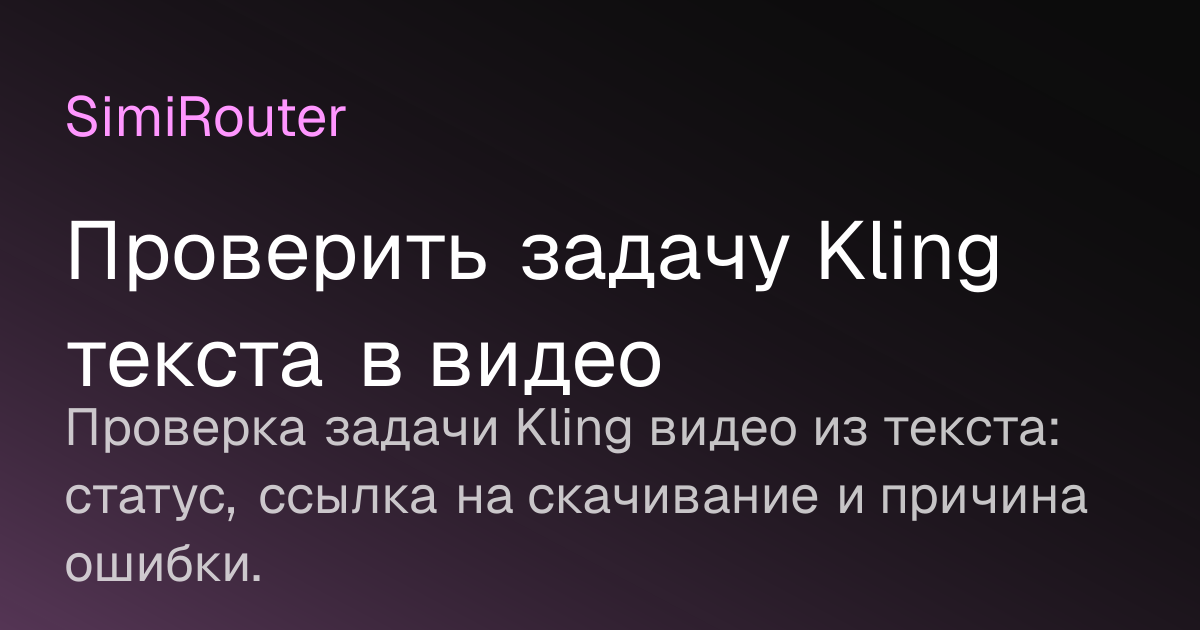 SimiRouter
Проверить задачу Kling
текста в видео
Проверка задачи Kling видео из текста:
статус, ссылка на скачивание и причина
ошибки.